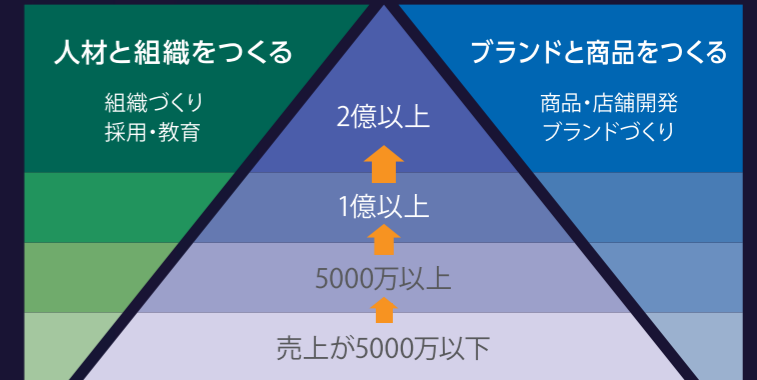 人材と組織をつくる
組織づくり
採用・教育
ブランドと商品をつくる
商品・店舗開発
ブランドづくり
2億以上
1億以上
5000万以上
売上が5000万以下